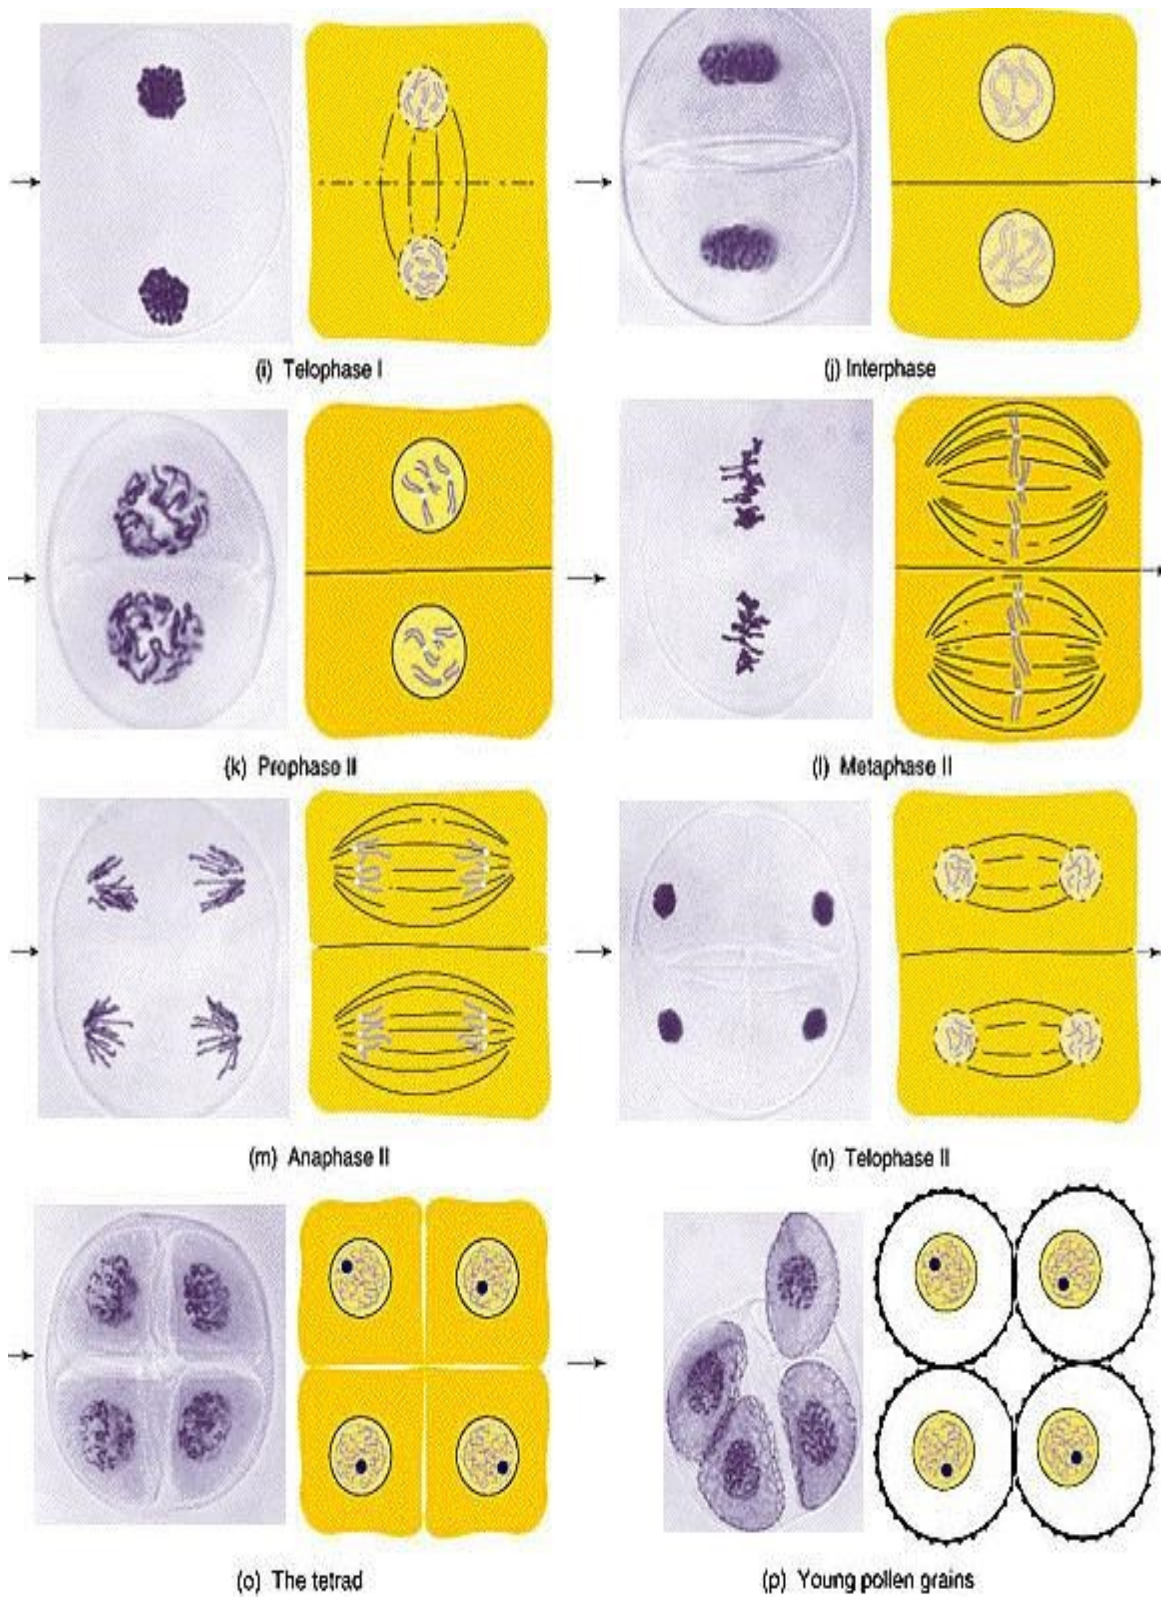 (i) Telophase I
(j) Interphase
(k) Prophase II
(l) Metaphase II
(m) Anaphase II
(n) Telophase II
(o) The tetrad
(p) Young pollen grains